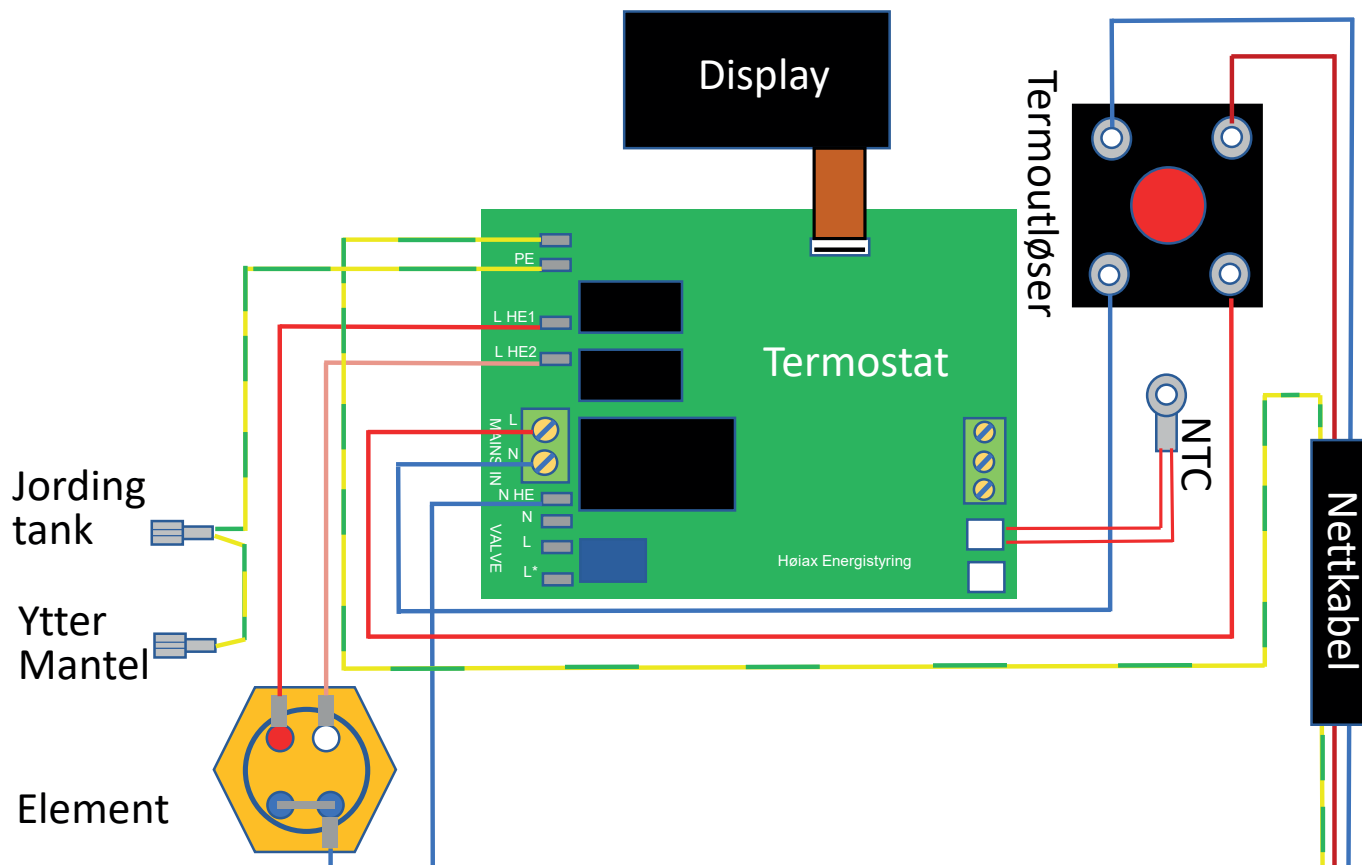 Display
Termoutløser
PE
L HE1
L HE2
Termostat
L
MAINS IN
N
N HE
N
VALVE
L
L*
Høiax Energistyring
NTC
Nettkabel
Jording
tank
Ytter
Mantel
Element